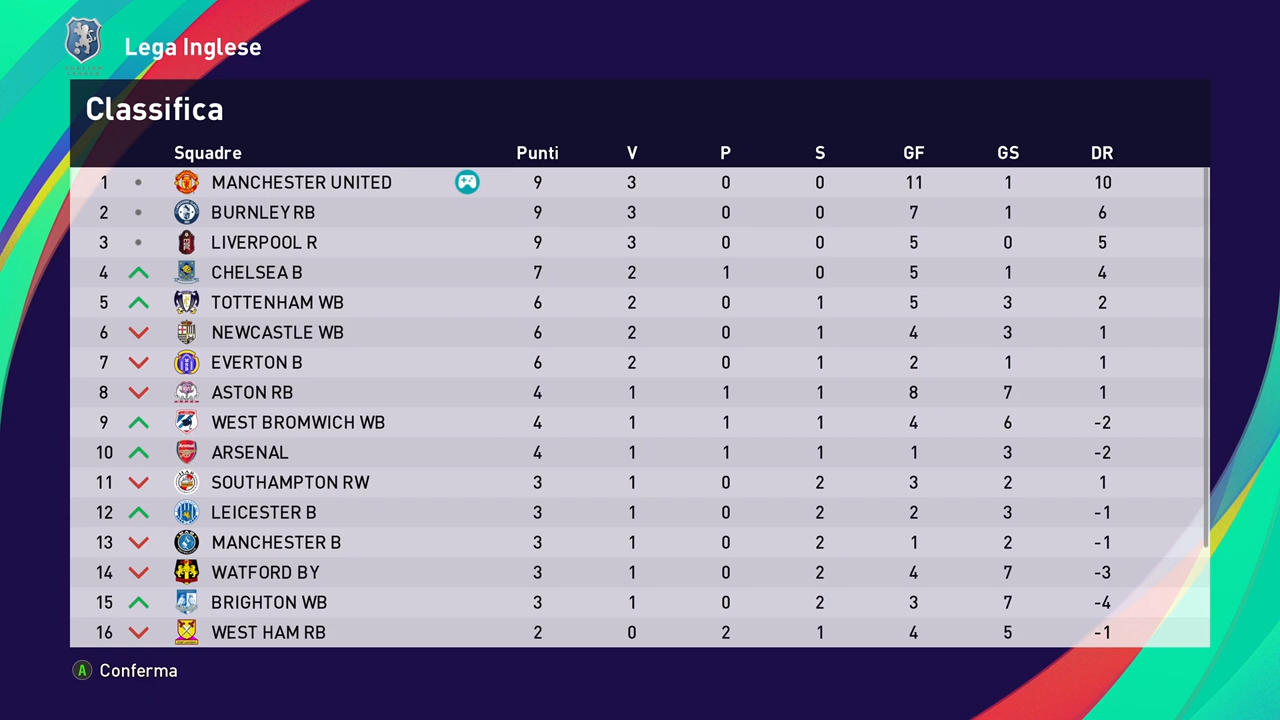 Lega Inglese
Classifica
Squadre Punti V P S GF GS DR
1 MANCHESTER UNITED 9 3 0 0 11 1 10
2 BURNLEY RB 9 3 0 0 7 1 6
3 LIVERPOOL R 9 3 0 0 5 0 5
4 CHELSEA B 7 2 1 0 5 1 4
5 TOTTENHAM WB 6 2 0 1 5 3 2
6 NEWCASTLE WB 6 2 0 1 4 3 1
7 EVERTON B 6 2 0 1 2 1 1
8 ASTON RB 4 1 1 1 8 7 1
9 WEST BROMWICH WB 4 1 1 1 4 6 -2
10 ARSENAL 4 1 1 1 1 3 -2
11 SOUTHAMPTON RW 3 1 0 2 3 2 1
12 LEICESTER B 3 1 0 2 2 3 -1
13 MANCHESTER B 3 1 0 2 1 2 -1
14 WATFORD BY 3 1 0 2 4 7 -3
15 BRIGHTON WB 3 1 0 2 3 7 -4
16 WEST HAM RB 2 0 2 1 4 5 -1
A Conferma